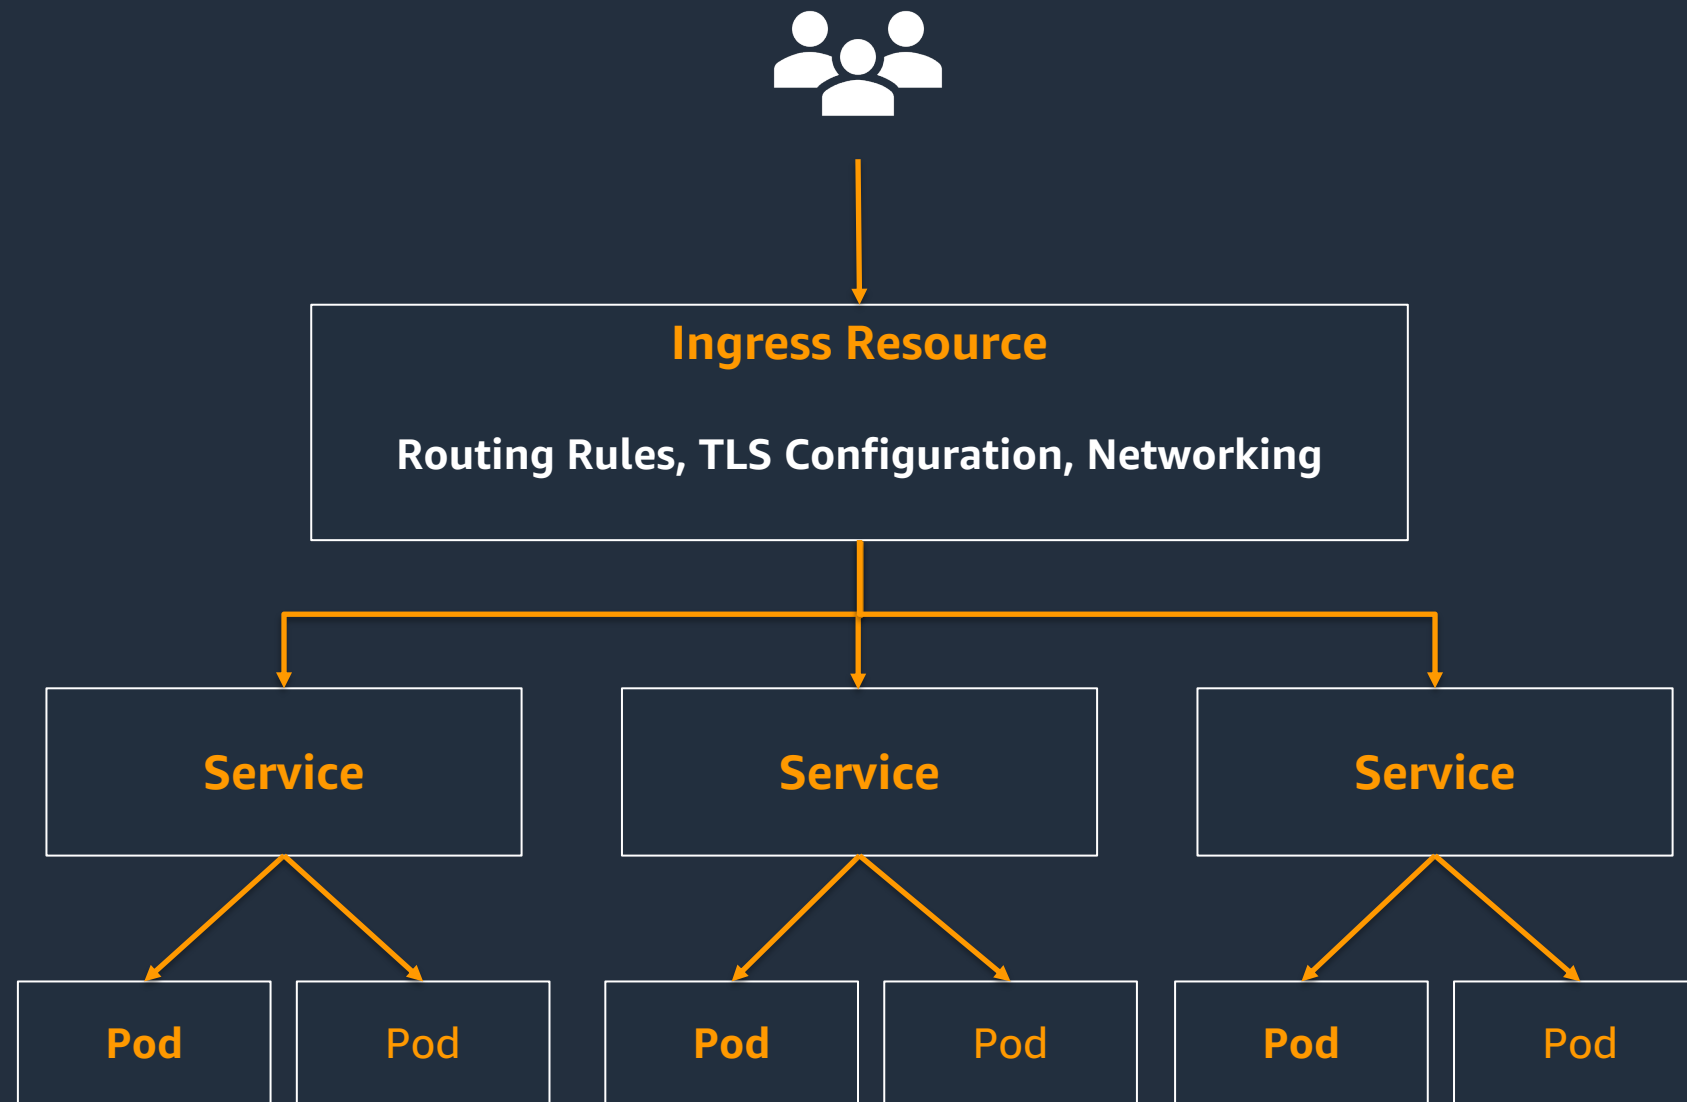 Ingress Resource
Routing Rules, TLS Configuration, Networking
Service
Service
Service
Pod
Pod
Pod
Pod
Pod
Pod